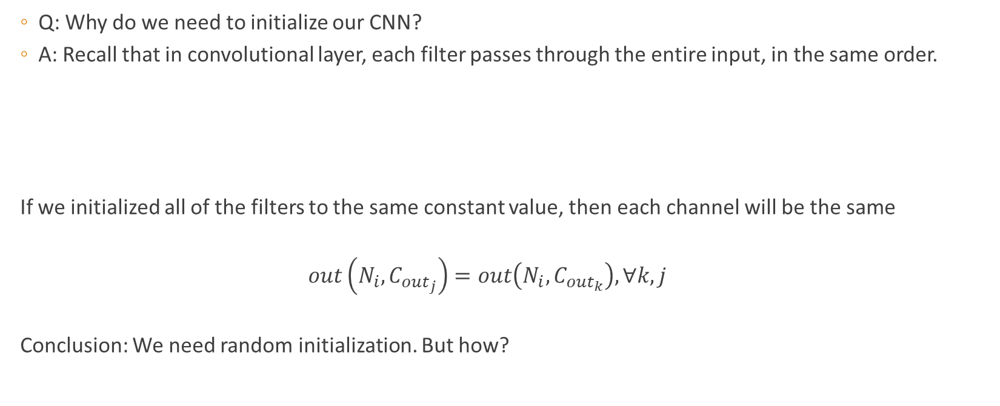 ◦ Q: Why do we need to initialize our CNN?
◦ A: Recall that in convolutional layer, each filter passes through the entire input, in the same order.
If we initialized all of the filters to the same constant value, then each channel will be the same
$out\left(N_i, C_{out_j}\right) = out(N_i, C_{out_k}), \forall k, j$
Conclusion: We need random initialization. But how?